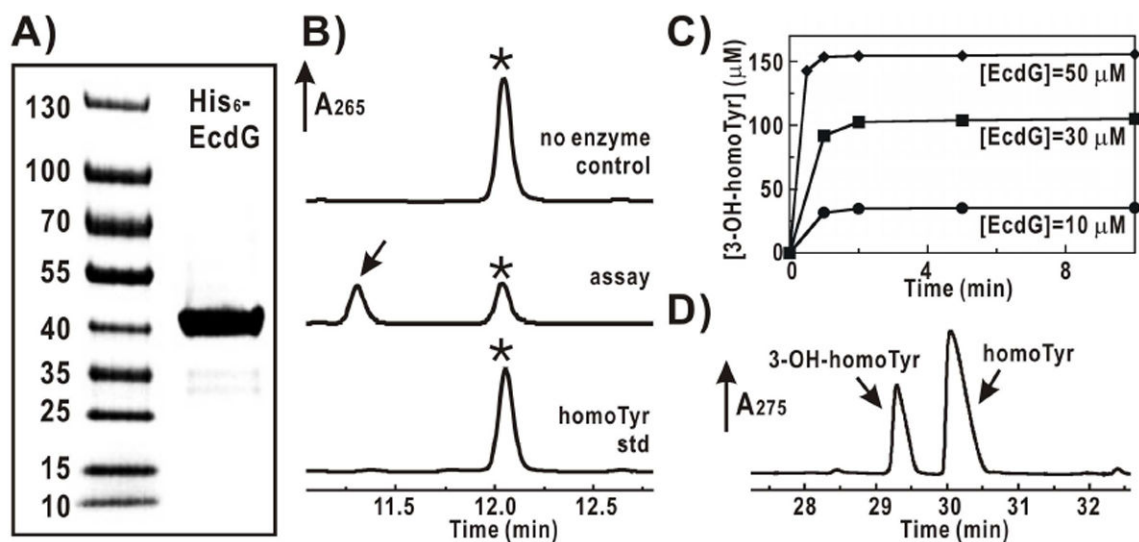 A)
130
100
70
55
40
35
25
15
10
His₆-
EcdG
B)
A₂₆₅
*
no enzyme
control
*
assay
*
homoTyr
std
11.5 12.0 12.5
Time (min)
C)
[3-OH-homoTyr] (μM)
150
100
50
0
[EcdG]=50 μM
[EcdG]=30 μM
[EcdG]=10 μM
0 4 8
Time (min)
D)
A₂₇₅
3-OH-homoTyr
homoTyr
28 29 30 31 32
Time (min)